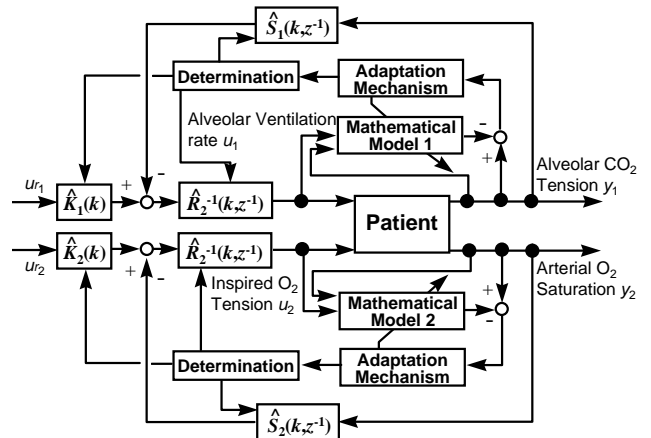 Ŝ₁(k,z⁻¹)
Determination
Adaptation
Mechanism
Alveolar Ventilation
rate u₁
Mathematical
Model 1
-
+
Alveolar CO₂
Tension y₁
ur₁
K̂₁(k)
+
-
R̂₂⁻¹(k,z⁻¹)
Patient
ur₂
K̂₂(k)
+
-
R̂₂⁻¹(k,z⁻¹)
Inspired O₂
Tension u₂
Mathematical
Model 2
+
-
Arterial O₂
Saturation y₂
Determination
Adaptation
Mechanism
Ŝ₂(k,z⁻¹)